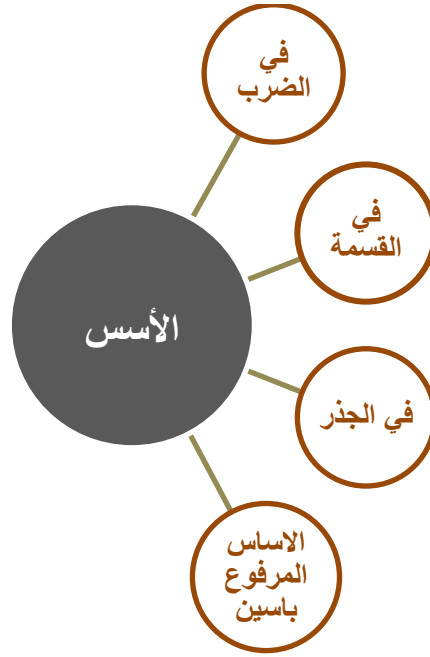 في
الضرب
في
القسمة
الأسس
في الجذر
الاساس
المرفوع
باسين